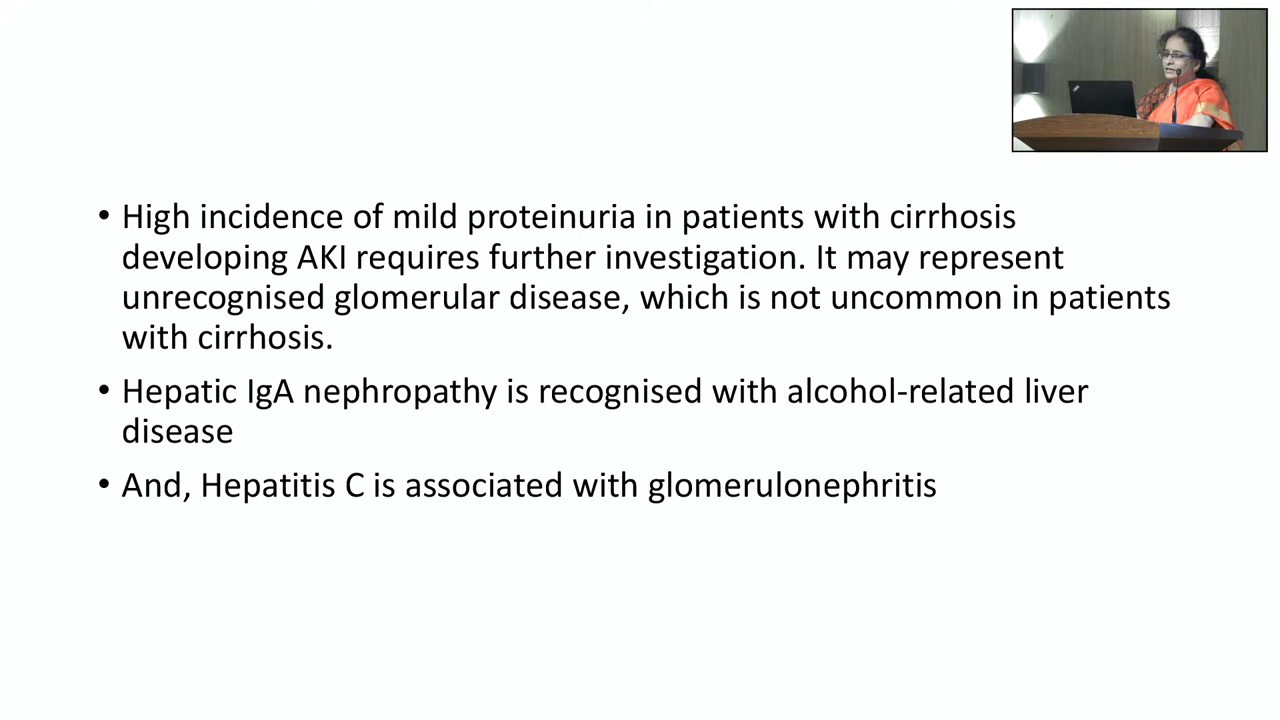 • High incidence of mild proteinuria in patients with cirrhosis
developing AKI requires further investigation. It may represent
unrecognised glomerular disease, which is not uncommon in patients
with cirrhosis.
• Hepatic IgA nephropathy is recognised with alcohol-related liver
disease
• And, Hepatitis C is associated with glomerulonephritis